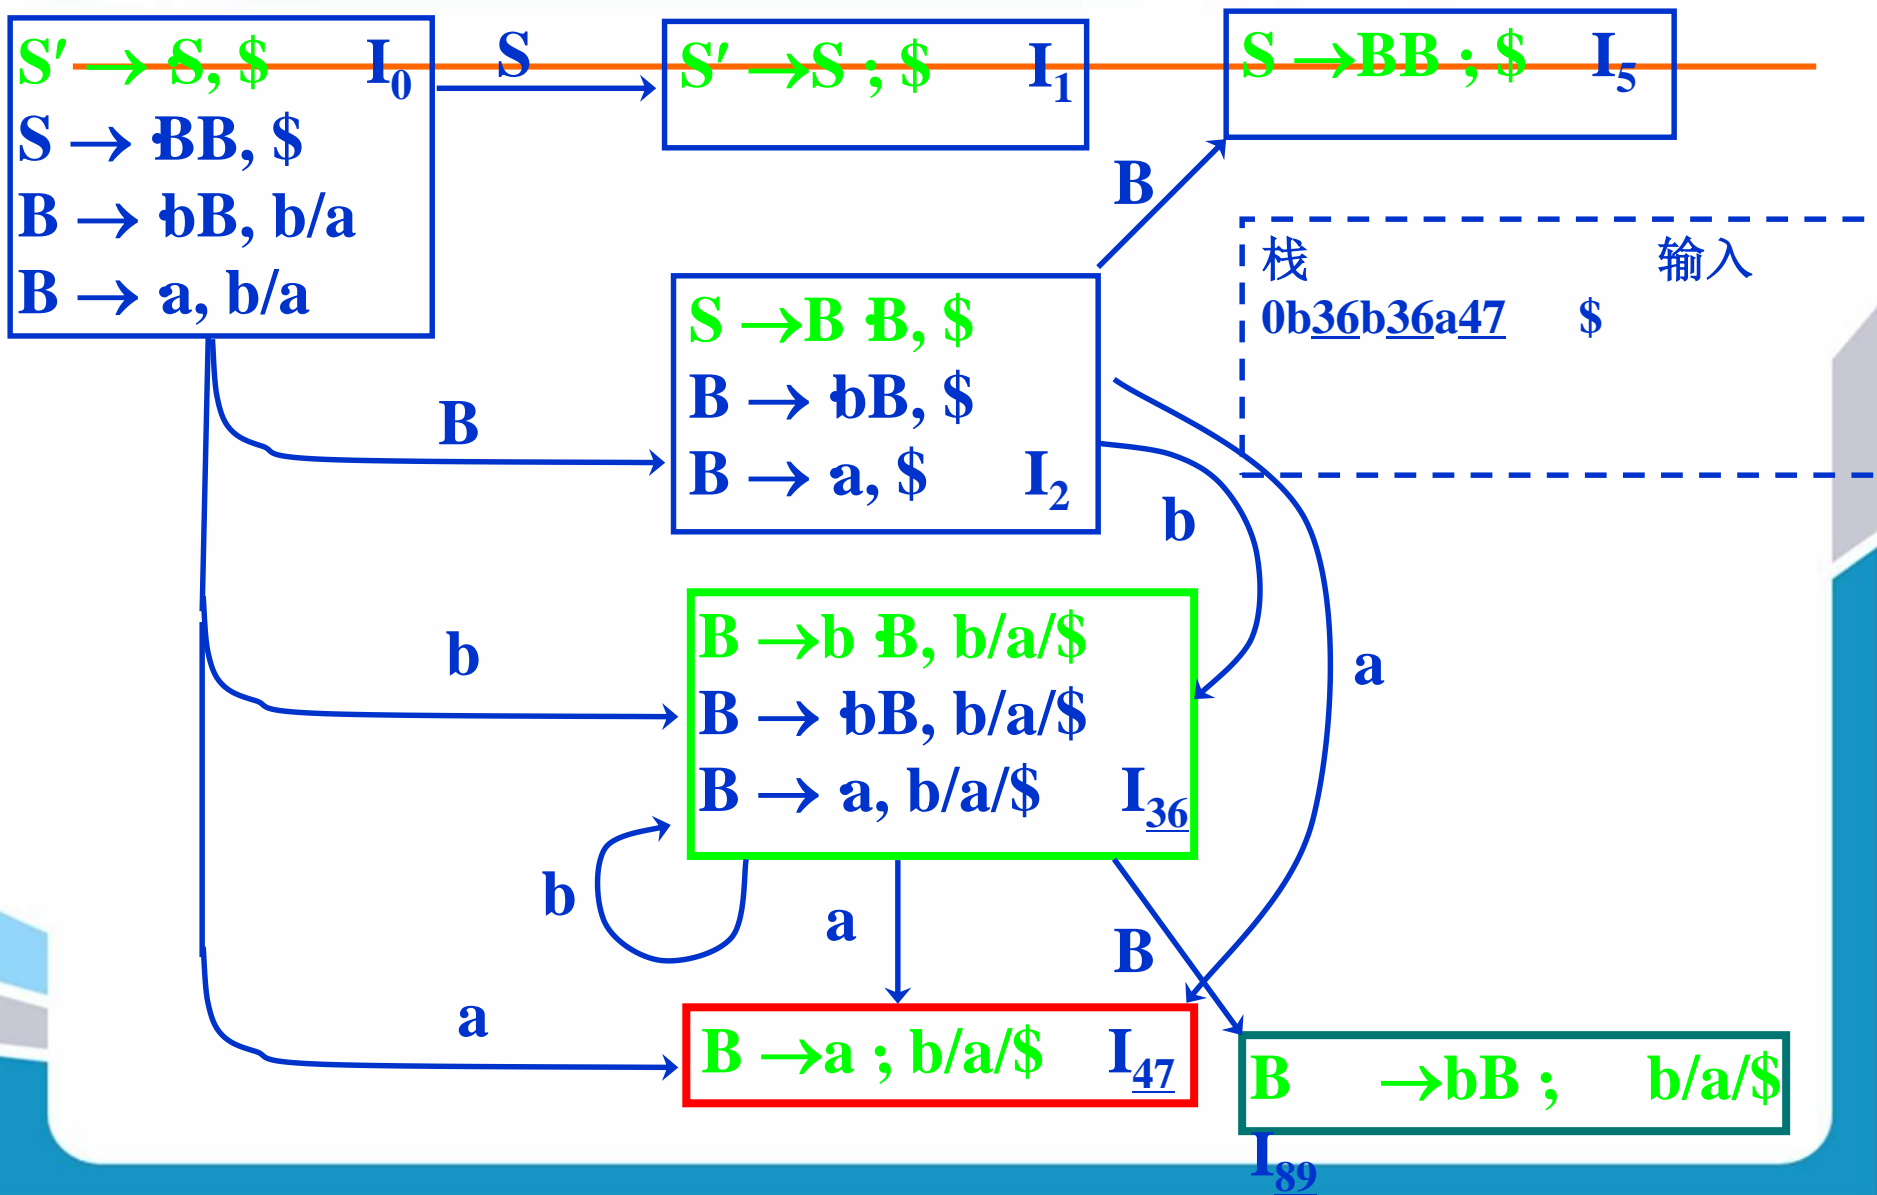 S′ → ·S, $ I0
S → ·BB, $
B → ·bB, b/a
B → ·a, b/a
S
S′ →S ·, $ I1
S →BB ·, $ I5
B
栈 输入
0b36b36a47 $
S →B ·B, $
B → ·bB, $
B → ·a, $ I2
B
b
a
b
B →b ·B, b/a/$
B → ·bB, b/a/$
B → ·a, b/a/$ I36
b
a
B
a
B →a ·, b/a/$ I47
B →bB ·, b/a/$
I89